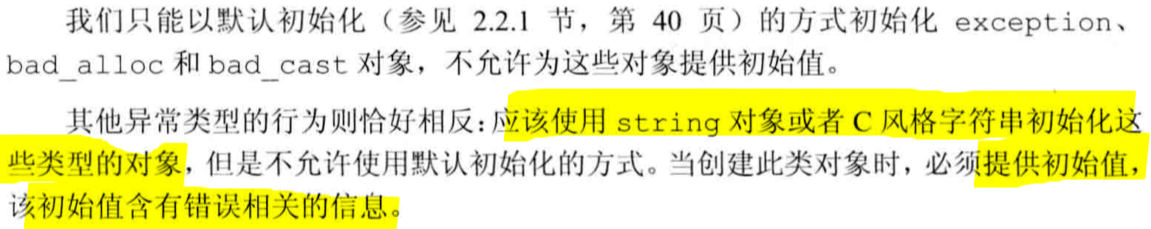 我们只能以默认初始化（参见 2.2.1 节，第 40 页）的方式初始化 exception、
bad_alloc 和 bad_cast 对象，不允许为这些对象提供初始值。
其他异常类型的行为则恰好相反：应该使用 string 对象或者 C 风格字符串初始化这
些类型的对象，但是不允许使用默认初始化的方式。当创建此类对象时，必须提供初始值，
该初始值含有错误相关的信息。